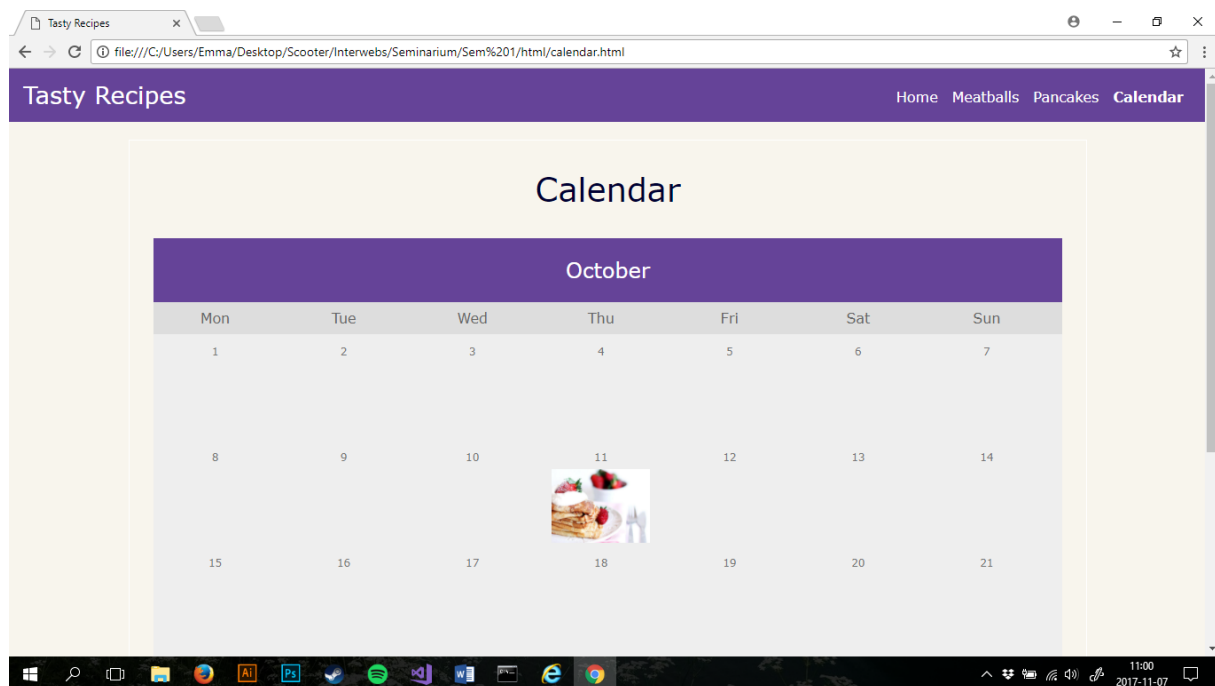 Tasty Recipes
file:///C:/Users/Emma/Desktop/Scooter/Interwebs/Seminarium/Sem%201/html/calendar.html
Tasty Recipes
Home Meatballs Pancakes Calendar
Calendar
October
Mon Tue Wed Thu Fri Sat Sun
1 2 3 4 5 6 7
8 9 10 11 12 13 14
15 16 17 18 19 20 21
Ai Ps
11:00
2017-11-07